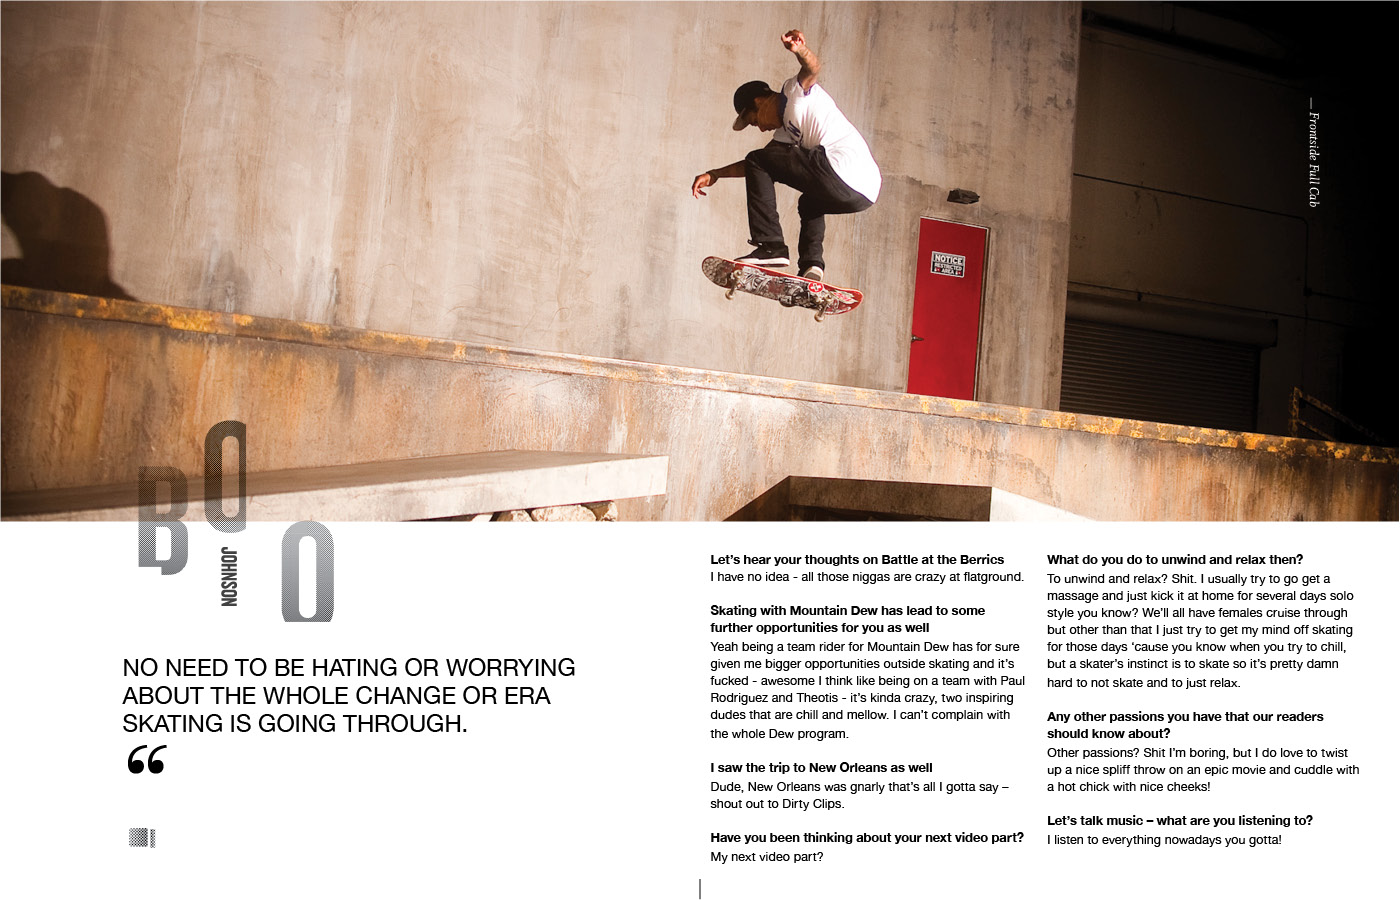 — Frontside Full Cab
NOTICE
RESTRICTED
AREA
BOO
JOHNSON
NO NEED TO BE HATING OR WORRYING
ABOUT THE WHOLE CHANGE OR ERA
SKATING IS GOING THROUGH.
“
Let’s hear your thoughts on Battle at the Berrics
I have no idea - all those niggas are crazy at flatground.
Skating with Mountain Dew has lead to some
further opportunities for you as well
Yeah being a team rider for Mountain Dew has for sure
given me bigger opportunities outside skating and it’s
fucked - awesome I think like being on a team with Paul
Rodriguez and Theotis - it’s kinda crazy, two inspiring
dudes that are chill and mellow. I can’t complain with
the whole Dew program.
I saw the trip to New Orleans as well
Dude, New Orleans was gnarly that’s all I gotta say –
shout out to Dirty Clips.
Have you been thinking about your next video part?
My next video part?
What do you do to unwind and relax then?
To unwind and relax? Shit. I usually try to go get a
massage and just kick it at home for several days solo
style you know? We’ll all have females cruise through
but other than that I just try to get my mind off skating
for those days ‘cause you know when you try to chill,
but a skater’s instinct is to skate so it’s pretty damn
hard to not skate and to just relax.
Any other passions you have that our readers
should know about?
Other passions? Shit I’m boring, but I do love to twist
up a nice spliff throw on an epic movie and cuddle with
a hot chick with nice cheeks!
Let’s talk music – what are you listening to?
I listen to everything nowadays you gotta!